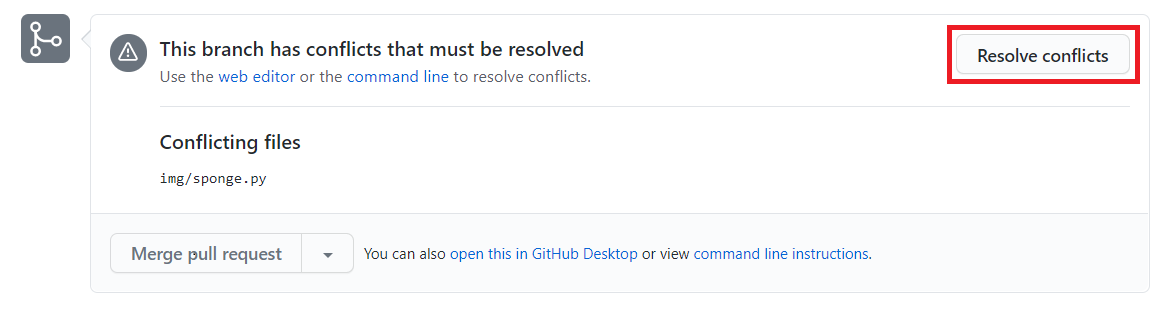 This branch has conflicts that must be resolved
Resolve conflicts
Use the web editor or the command line to resolve conflicts.
Conflicting files
img/sponge.py
Merge pull request
You can also open this in GitHub Desktop or view command line instructions.